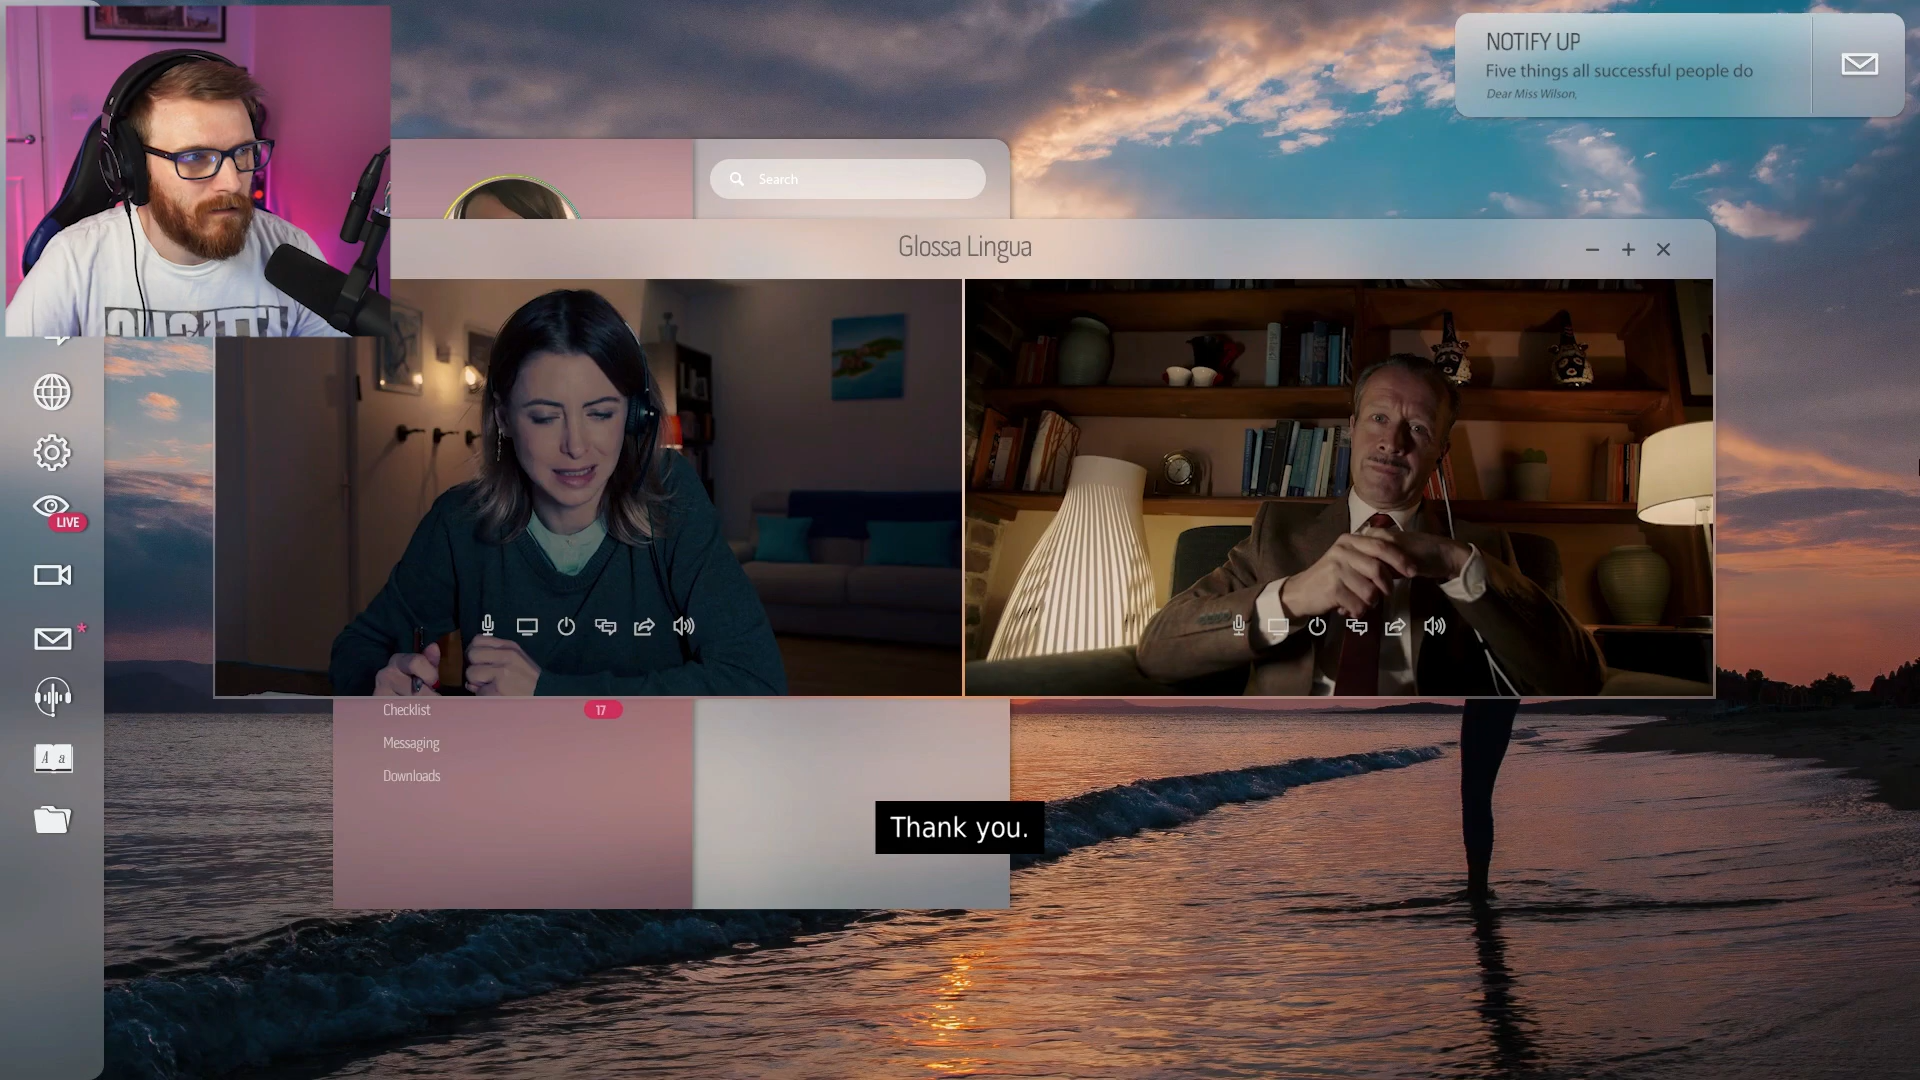 NOTIFY UP
Five things all successful people do
Dear Miss Wilson,
Search
Glossa Lingua
LIVE
Checklist
17
Messaging
Downloads
A a
Thank you.